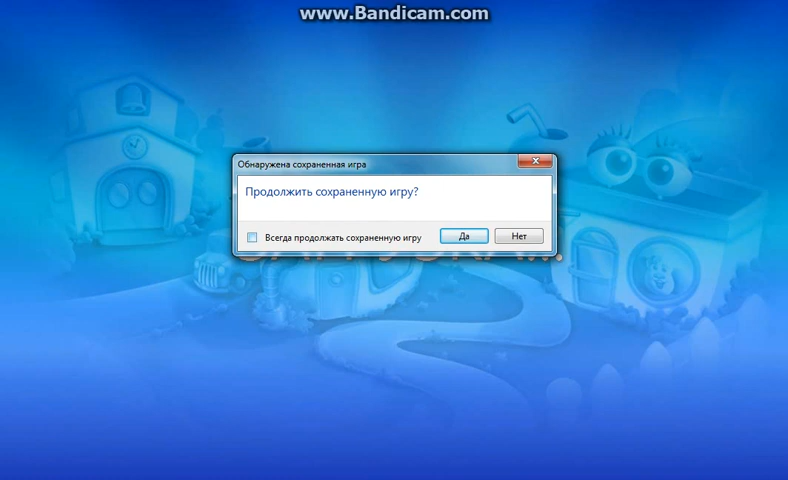 www.Bandicam.com
Обнаружена сохраненная игра
Продолжить сохраненную игру?
Всегда продолжать сохраненную игру
Да
Нет